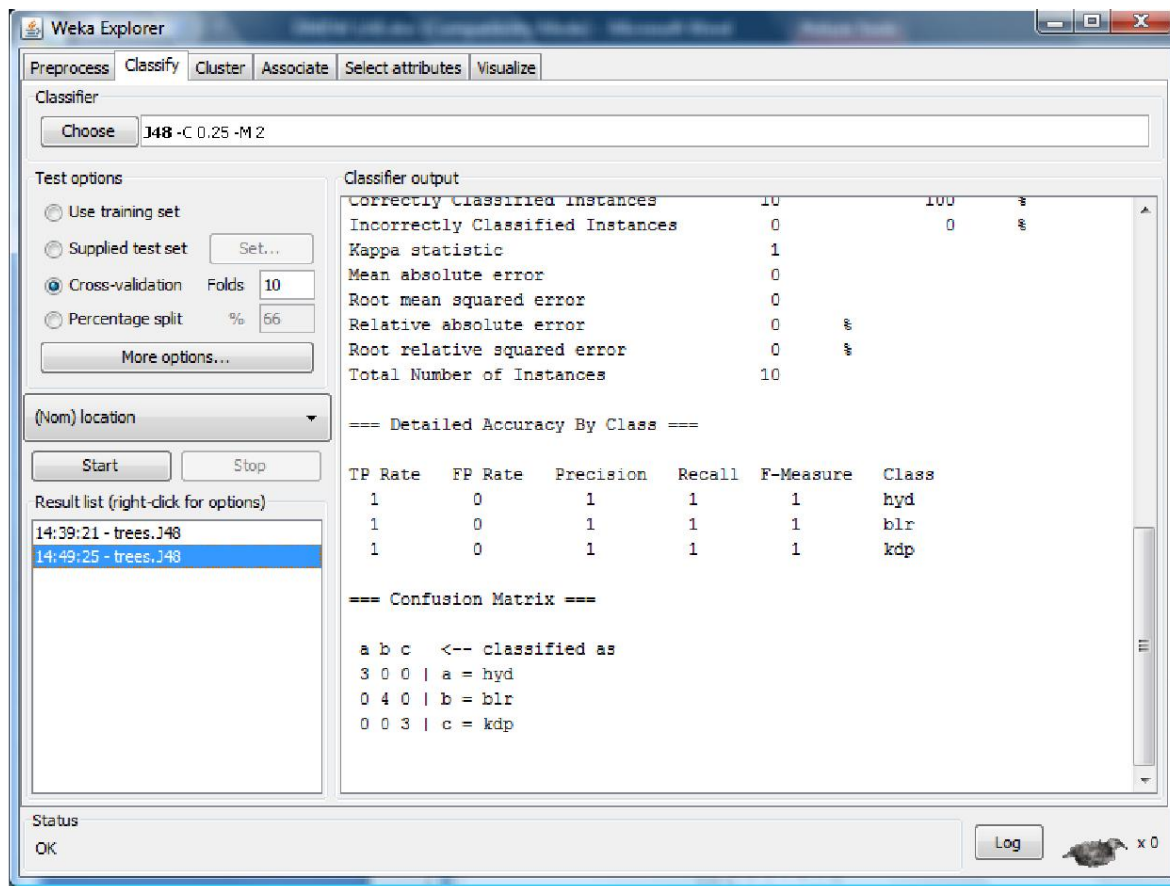 Weka Explorer
Preprocess Classify Cluster Associate Select attributes Visualize
Classifier
Choose J48 -C 0.25 -M 2
Test options
Use training set
Supplied test set Set...
Cross-validation Folds 10
Percentage split % 66
More options...
(Nom) location
Start Stop
Result list (right-click for options)
14:39:21 - trees.J48
14:49:25 - trees.J48
Classifier output
Correctly Classified Instances 10 100 %
Incorrectly Classified Instances 0 0 %
Kappa statistic 1
Mean absolute error 0
Root mean squared error 0
Relative absolute error 0 %
Root relative squared error 0 %
Total Number of Instances 10
=== Detailed Accuracy By Class ===
TP Rate FP Rate Precision Recall F-Measure Class
1 0 1 1 1 hyd
1 0 1 1 1 blr
1 0 1 1 1 kdp
=== Confusion Matrix ===
a b c <-- classified as
3 0 0 | a = hyd
0 4 0 | b = blr
0 0 3 | c = kdp
Status
OK
Log x 0